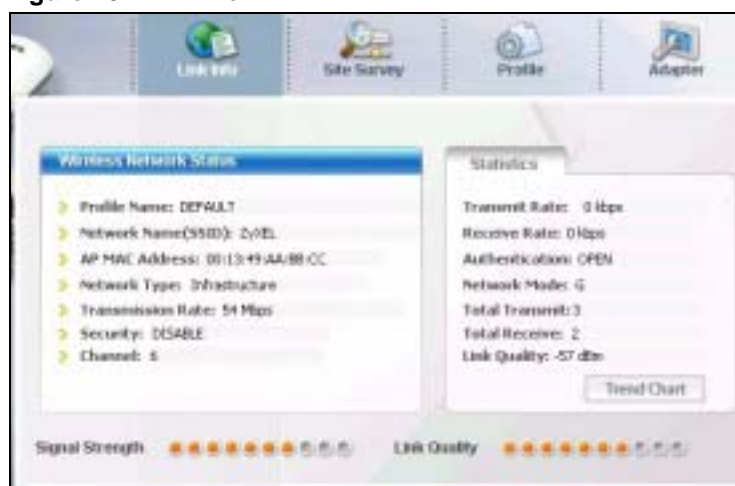 Link Info
Site Survey
Profile
Adapter
Wireless Network Status
Profile Name: DEFAULT
Network Name(SSID): ZyXEL
AP MAC Address: 00:13:49:AA:BB:CC
Network Type: Infrastructure
Transmission Rate: 54 Mbps
Security: DISABLE
Channel: 6
Statistics
Transmit Rate: 0 kbps
Receive Rate: 0 kbps
Authentication: OPEN
Network Mode: G
Total Transmit: 3
Total Receive: 2
Link Quality: -57 dBm
Trend Chart
Signal Strength
Link Quality